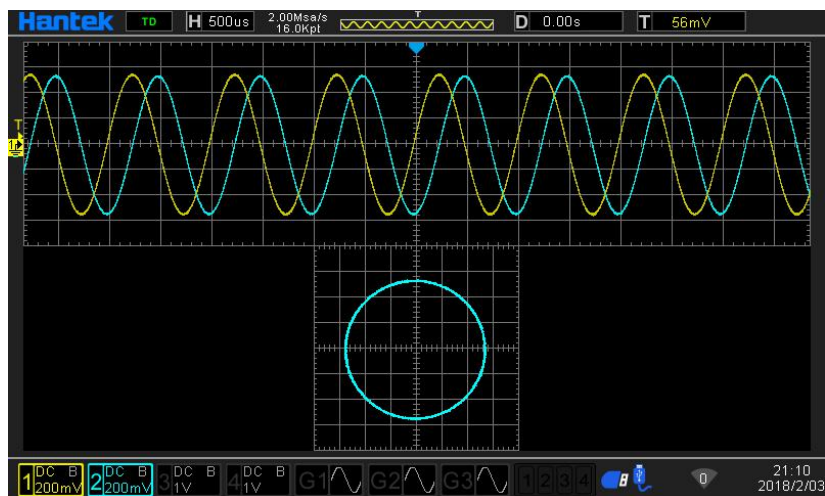 Hantek TD H 500us 2.00Msa/s D 0.00s T 56mV
16.0Kpt
T
T
1
1 DC B 2 DC B 3 DC B 4 DC B G1 G2 G3 1 2 3 4 0 21:10
200mV 200mV 1V 1V 2018/2/03